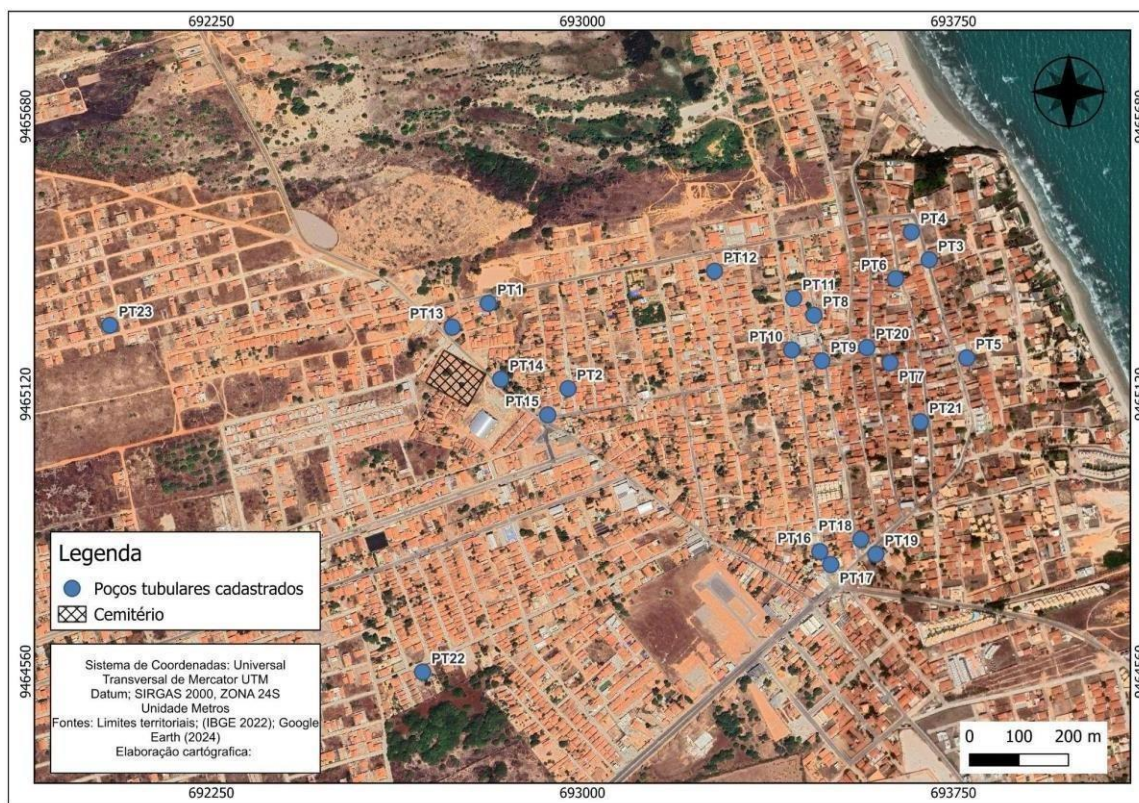 692250 693000 693750
9465680 9465680
PT4
PT3
PT12
PT6
PT11
PT1
PT8
PT23
PT13
PT20
PT10
PT9
PT5
PT7
PT14
PT2
9465120 9465120
PT15
PT21
PT18
PT16
PT19
PT17
Legenda
Poços tubulares cadastrados
Cemitério
PT22
9464560 9464560
Sistema de Coordenadas: Universal
Transversal de Mercator UTM
Datum; SIRGAS 2000, ZONA 24S
Unidade Metros
Fontes: Limites territoriais; (IBGE 2022); Google
Earth (2024)
Elaboração cartógrafica:
0 100 200 m
692250 693000 693750